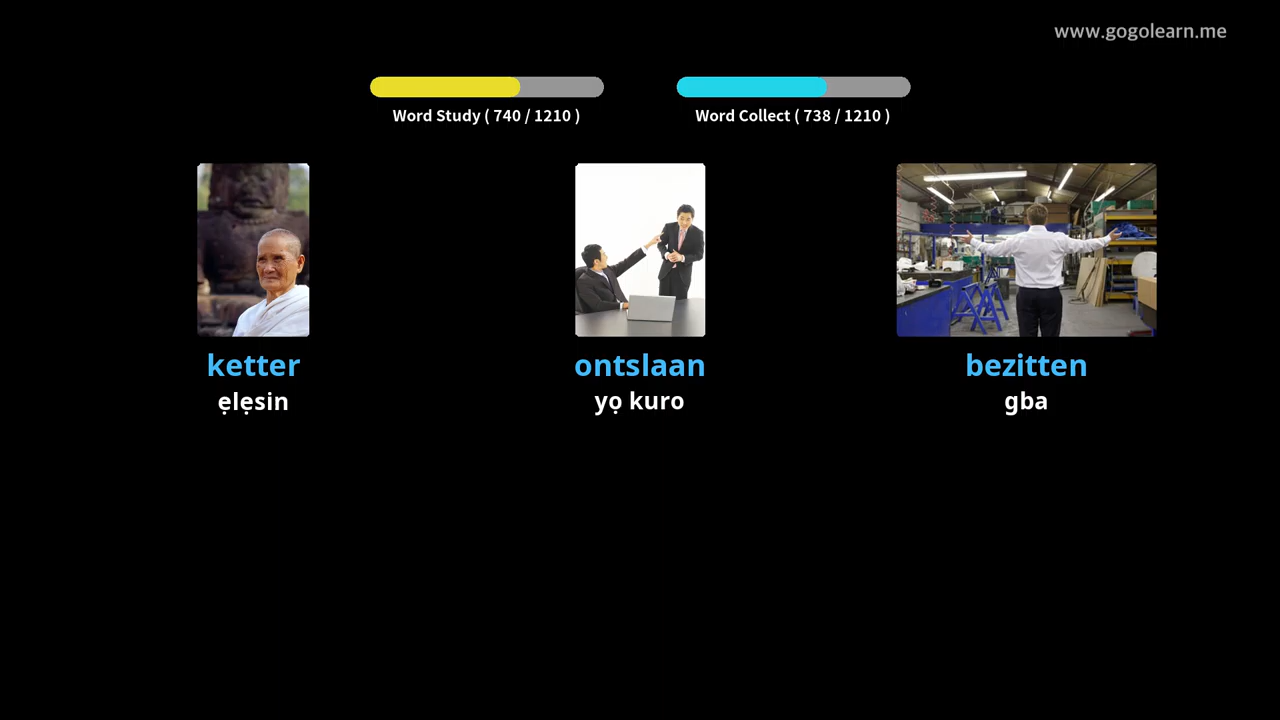 www.gogolearn.me
Word Study ( 740 / 1210 )
Word Collect ( 738 / 1210 )
ketter
ẹlẹsin
ontslaan
yọ kuro
bezitten
gba